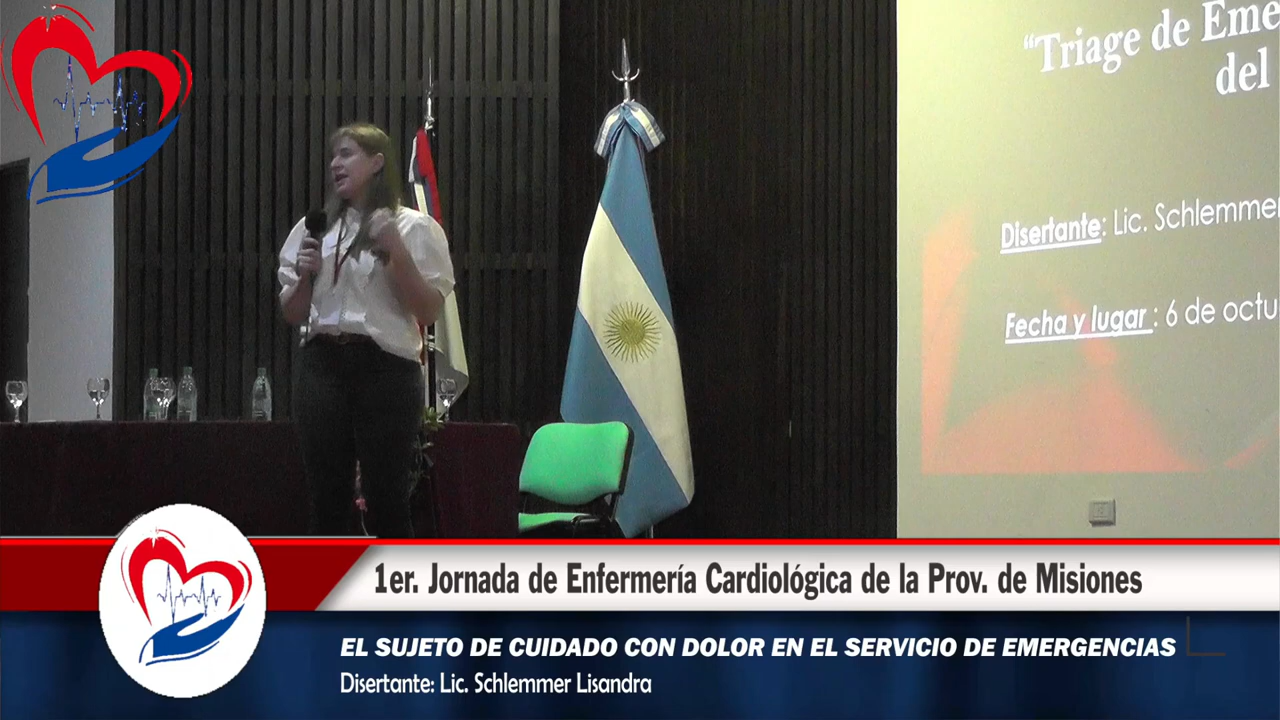 “Triage de Eme
del
Disertante: Lic. Schlemmer
Fecha y lugar : 6 de octu
1er. Jornada de Enfermería Cardiológica de la Prov. de Misiones
EL SUJETO DE CUIDADO CON DOLOR EN EL SERVICIO DE EMERGENCIAS
Disertante: Lic. Schlemmer Lisandra